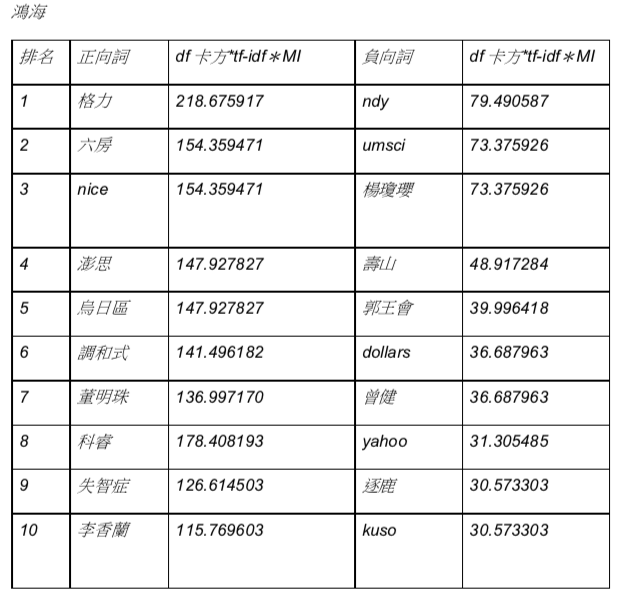 鴻海
排名 正向詞 df 卡方*tf-idf＊MI 負向詞 df 卡方*tf-idf＊MI
1 格力 218.675917 ndy 79.490587
2 六房 154.359471 umsci 73.375926
3 nice 154.359471 楊瓊瓔 73.375926
4 澎思 147.927827 壽山 48.917284
5 烏日區 147.927827 郭王會 39.996418
6 調和式 141.496182 dollars 36.687963
7 董明珠 136.997170 曾健 36.687963
8 科睿 178.408193 yahoo 31.305485
9 失智症 126.614503 逐鹿 30.573303
10 李香蘭 115.769603 kuso 30.573303